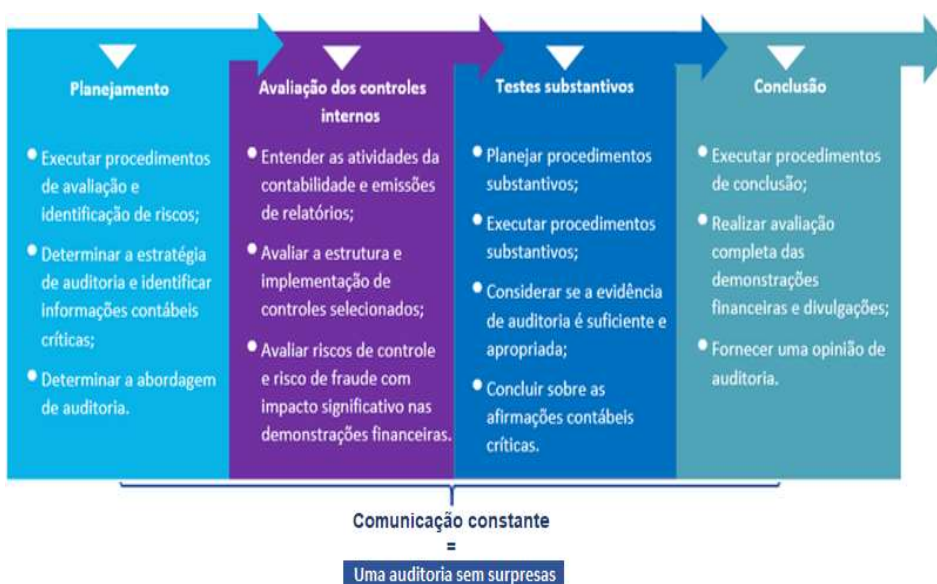 Planejamento
Executar procedimentos
de avaliação e
identificação de riscos;
Determinar a estratégia
de auditoria e identificar
informações contábeis
críticas;
Determinar a abordagem
de auditoria.
Avaliação dos controles
internos
Entender as atividades da
contabilidade e emissões
de relatórios;
Avaliar a estrutura e
implementação de
controles selecionados;
Avaliar riscos de controle
e risco de fraude com
impacto significativo nas
demonstrações financeiras.
Testes substantivos
Planejar procedimentos
substantivos;
Executar procedimentos
substantivos;
Considerar se a evidência
de auditoria é suficiente e
apropriada;
Concluir sobre as
afirmações contábeis
críticas.
Conclusão
Executar procedimentos
de conclusão;
Realizar avaliação
completa das
demonstrações
financeiras e divulgações;
Fornecer uma opinião de
auditoria.
Comunicação constante
=
Uma auditoria sem surpresas